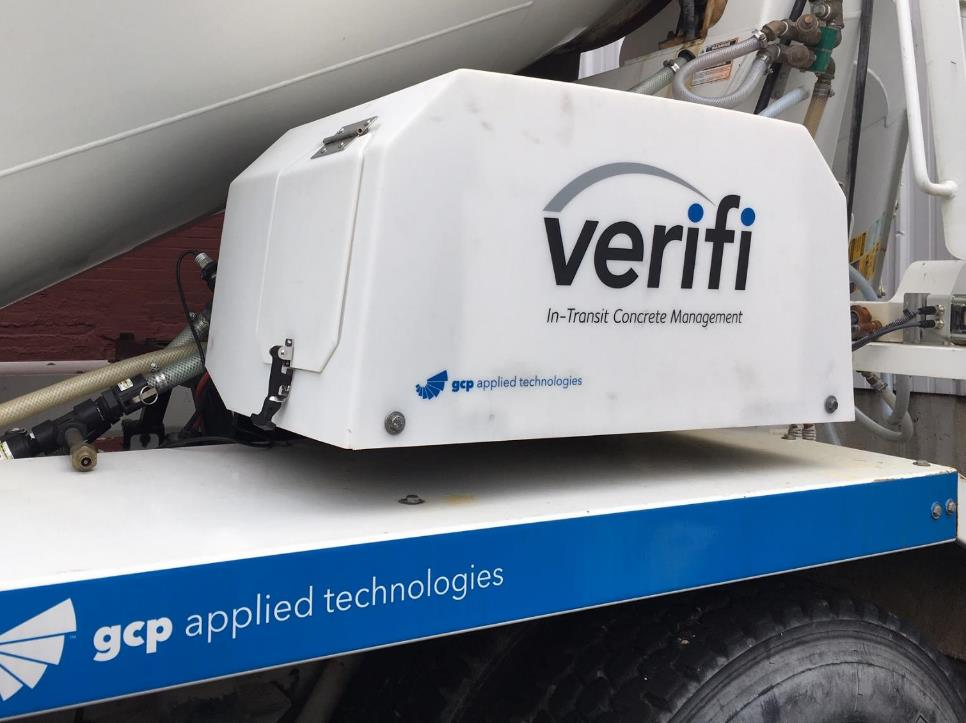 verifi
In-Transit Concrete Management
gcp applied technologies
gcp applied technologies